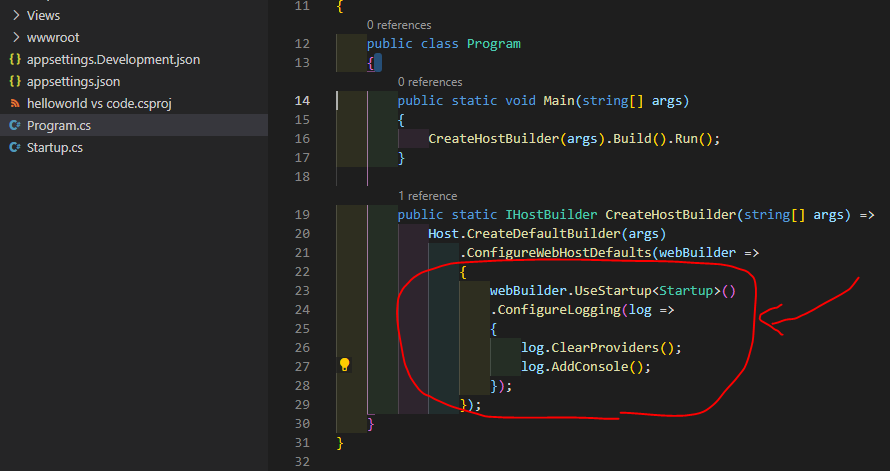 Views
wwwroot
appsettings.Development.json
appsettings.json
helloworld vs code.csproj
Program.cs
Startup.cs
11 {
0 references
12 public class Program
13 {
0 references
14 public static void Main(string[] args)
15 {
16 CreateHostBuilder(args).Build().Run();
17 }
18
1 reference
19 public static IHostBuilder CreateHostBuilder(string[] args) =>
20 Host.CreateDefaultBuilder(args)
21 .ConfigureWebHostDefaults(webBuilder =>
22 {
23 webBuilder.UseStartup<Startup>()
24 .ConfigureLogging(log =>
25 {
26 log.ClearProviders();
27 log.AddConsole();
28 });
29 });
30 }
31 }
32